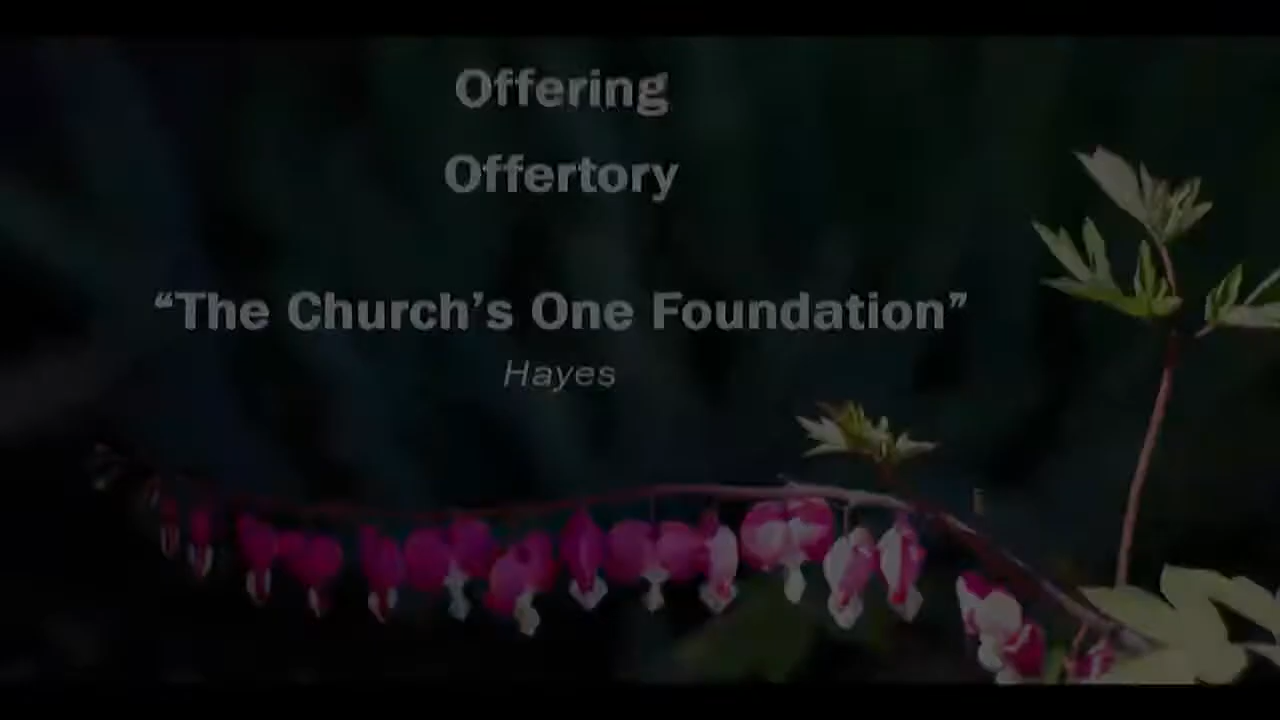 Offering
Offertory
“The Church’s One Foundation”
Hayes